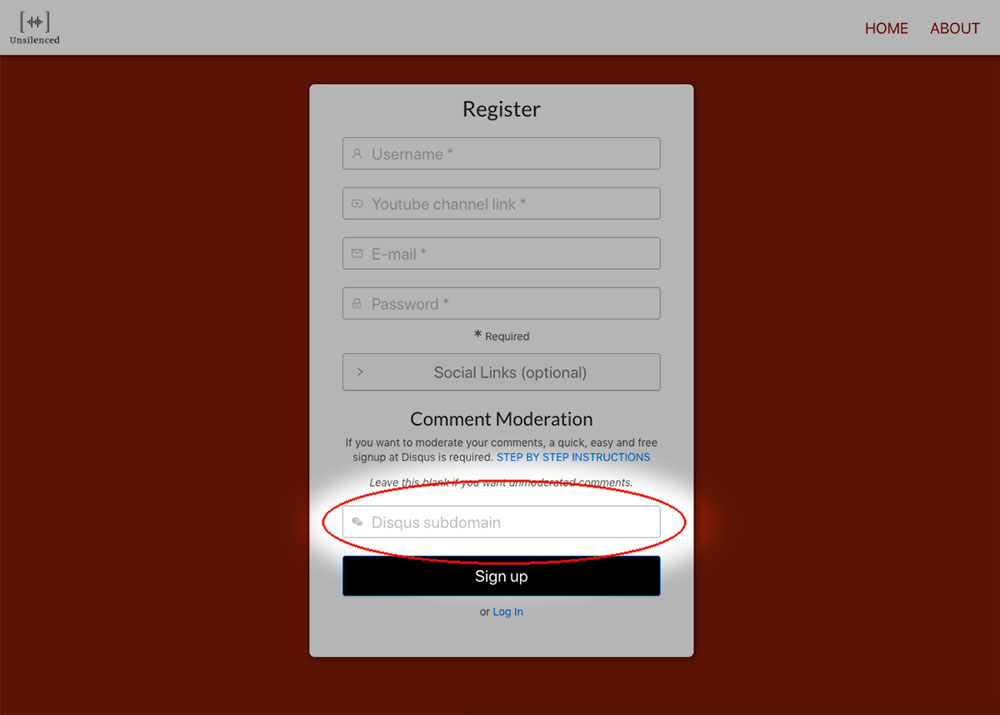 Unsilenced
HOME
ABOUT
Register
Username *
Youtube channel link *
E-mail *
Password *
* Required
Social Links (optional)
Comment Moderation
If you want to moderate your comments, a quick, easy and free
signup at Disqus is required. STEP BY STEP INSTRUCTIONS
Leave this blank if you want unmoderated comments.
Disqus subdomain
Sign up
or Log In